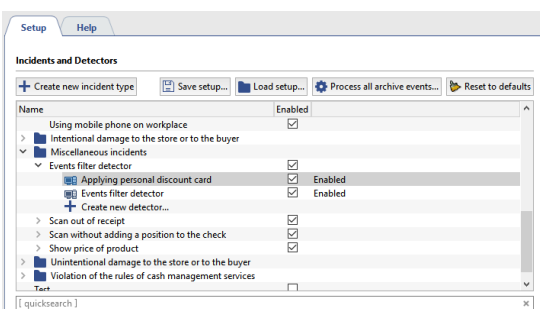 Setup Help
Incidents and Detectors
Create new incident type Save setup... Load setup... Process all archive events... Reset to defaults
Name Enabled
Using mobile phone on workplace
Intentional damage to the store or to the buyer
Miscellaneous incidents
Events filter detector
Applying personal discount card Enabled
Events filter detector Enabled
Create new detector...
Scan out of receipt
Scan without adding a position to the check
Show price of product
Unintentional damage to the store or to the buyer
Violation of the rules of cash management services
Test
[ quicksearch ]